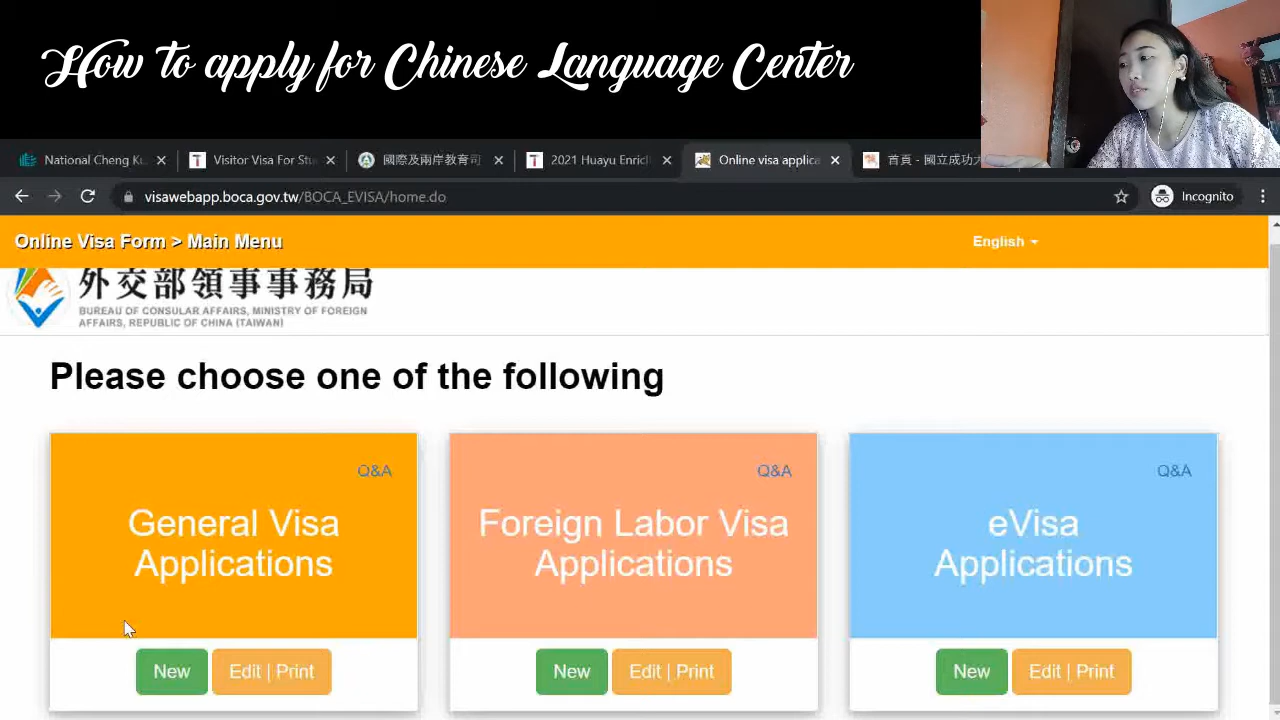 How to apply for Chinese Language Center
National Cheng Ku
Visitor Visa For Stu
國際及兩岸教育司
2021 Huayu Enrich
Online visa applica
首頁 - 國立成功大
visawebapp.boca.gov.tw/BOCA_EVISA/home.do
Incognito
Online Visa Form > Main Menu
English
外交部領事事務局
BUREAU OF CONSULAR AFFAIRS, MINISTRY OF FOREIGN
AFFAIRS, REPUBLIC OF CHINA (TAIWAN)
Please choose one of the following
Q&A
General Visa
Applications
New
Edit | Print
Q&A
Foreign Labor Visa
Applications
New
Edit | Print
Q&A
eVisa
Applications
New
Edit | Print